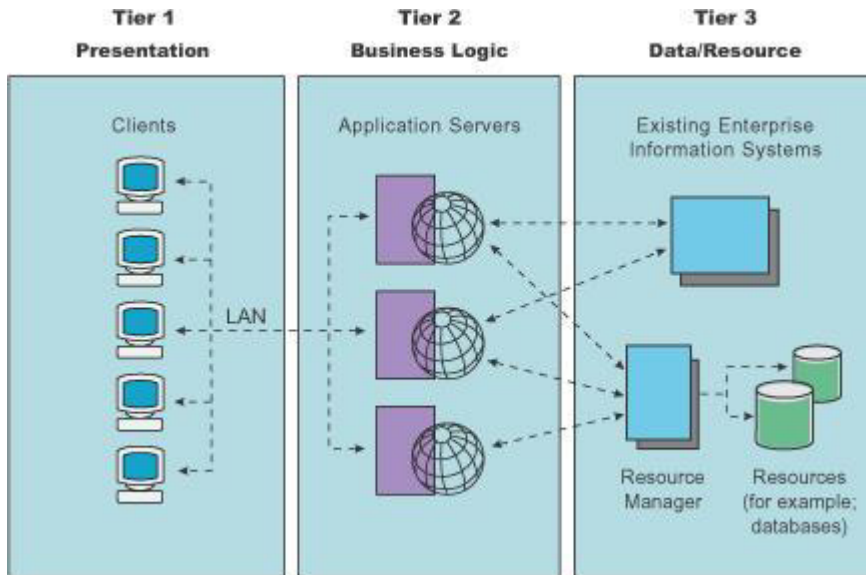 Tier 1
Presentation
Tier 2
Business Logic
Tier 3
Data/Resource
Clients
LAN
Application Servers
Existing Enterprise
Information Systems
Resource
Manager
Resources
(for example;
databases)